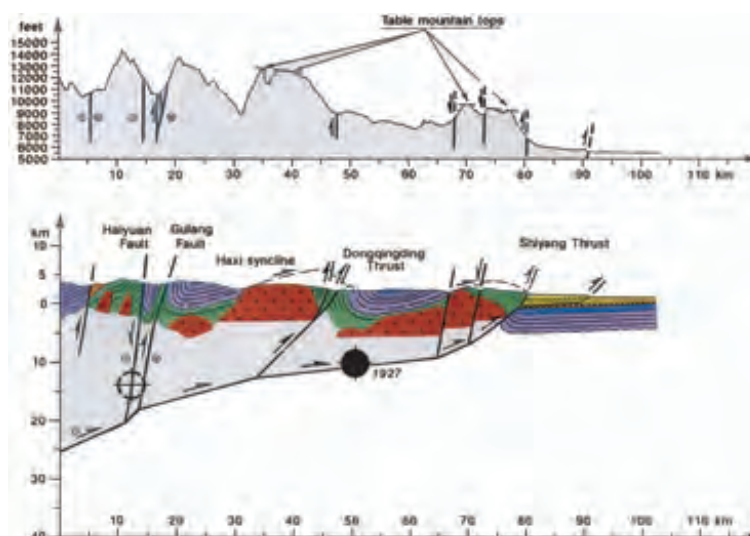 feet
Table mountain tops
15000
14000
13000
12000
11000
10000
9000
8000
7000
6000
5000
10 20 30 40 50 60 70 80 90 100 110 km
km
Haiyuan
Fault
Gulang
Fault
Haxi syncline
Dongqingding
Thrust
Shiyang Thrust
10
5
0
10
1927
20
30
40
10 20 30 40 50 60 70 80 90 100 110 km